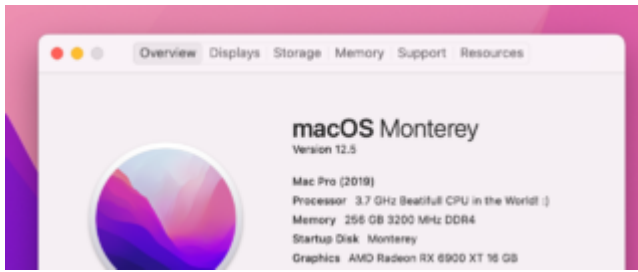 Overview Displays Storage Memory Support Resources
macOS Monterey
Version 12.5
Mac Pro (2019)
Processor 3.7 GHz Beatifull CPU in the World! :)
Memory 256 GB 3200 MHz DDR4
Startup Disk Monterey
Graphics AMD Radeon RX 6900 XT 16 GB